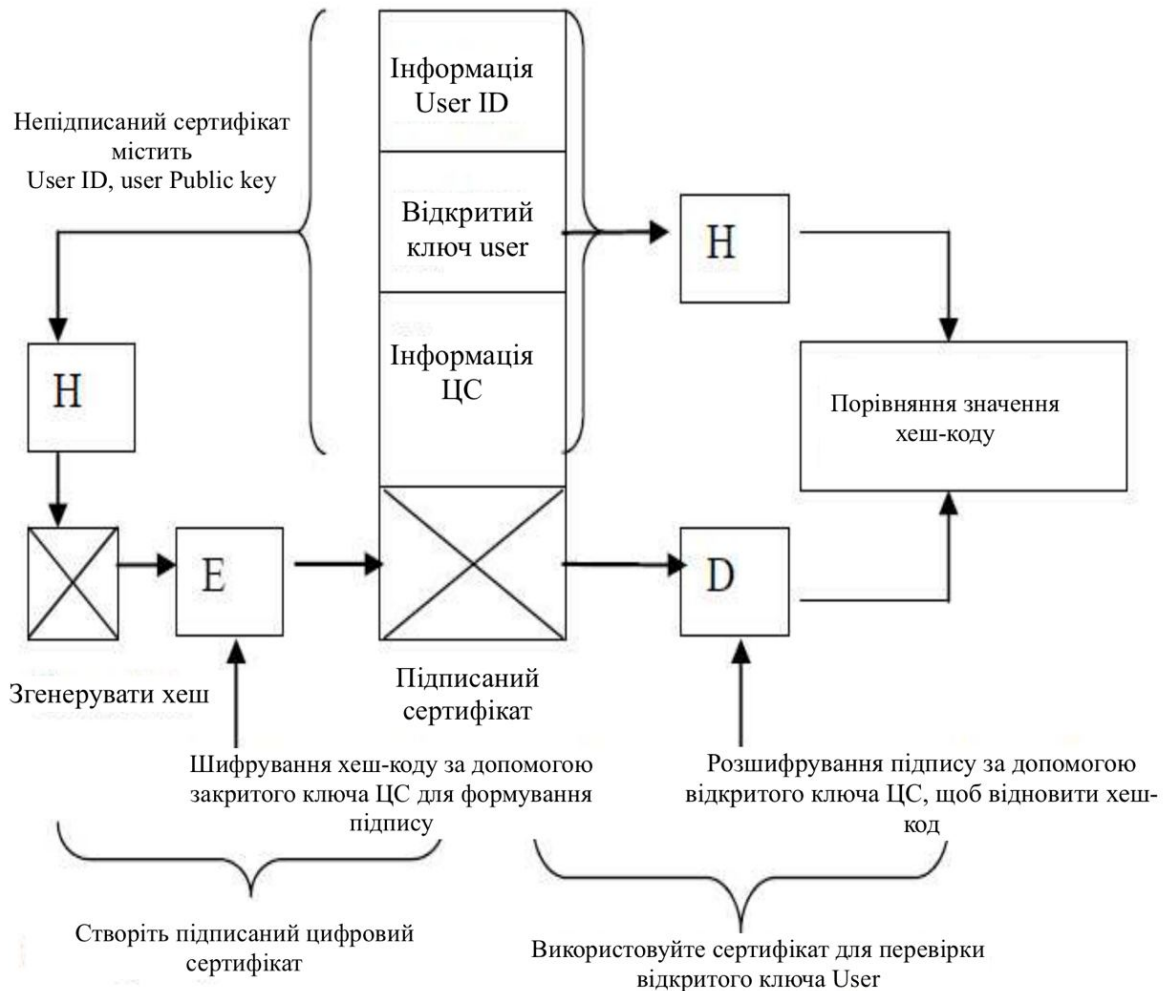 Інформація
User ID
Непідписаний сертифікат
містить
User ID, user Public key
Відкритий
ключ user
H
Інформація
ЦС
H
Порівняння значення
хеш-коду
E
D
Згенерувати хеш
Підписаний
сертифікат
Шифрування хеш-коду за допомогою
закритого ключа ЦС для формування
підпису
Розшифрування підпису за допомогою
відкритого ключа ЦС, щоб відновити хеш-
код
Створіть підписаний цифровий
сертифікат
Використовуйте сертифікат для перевірки
відкритого ключа User